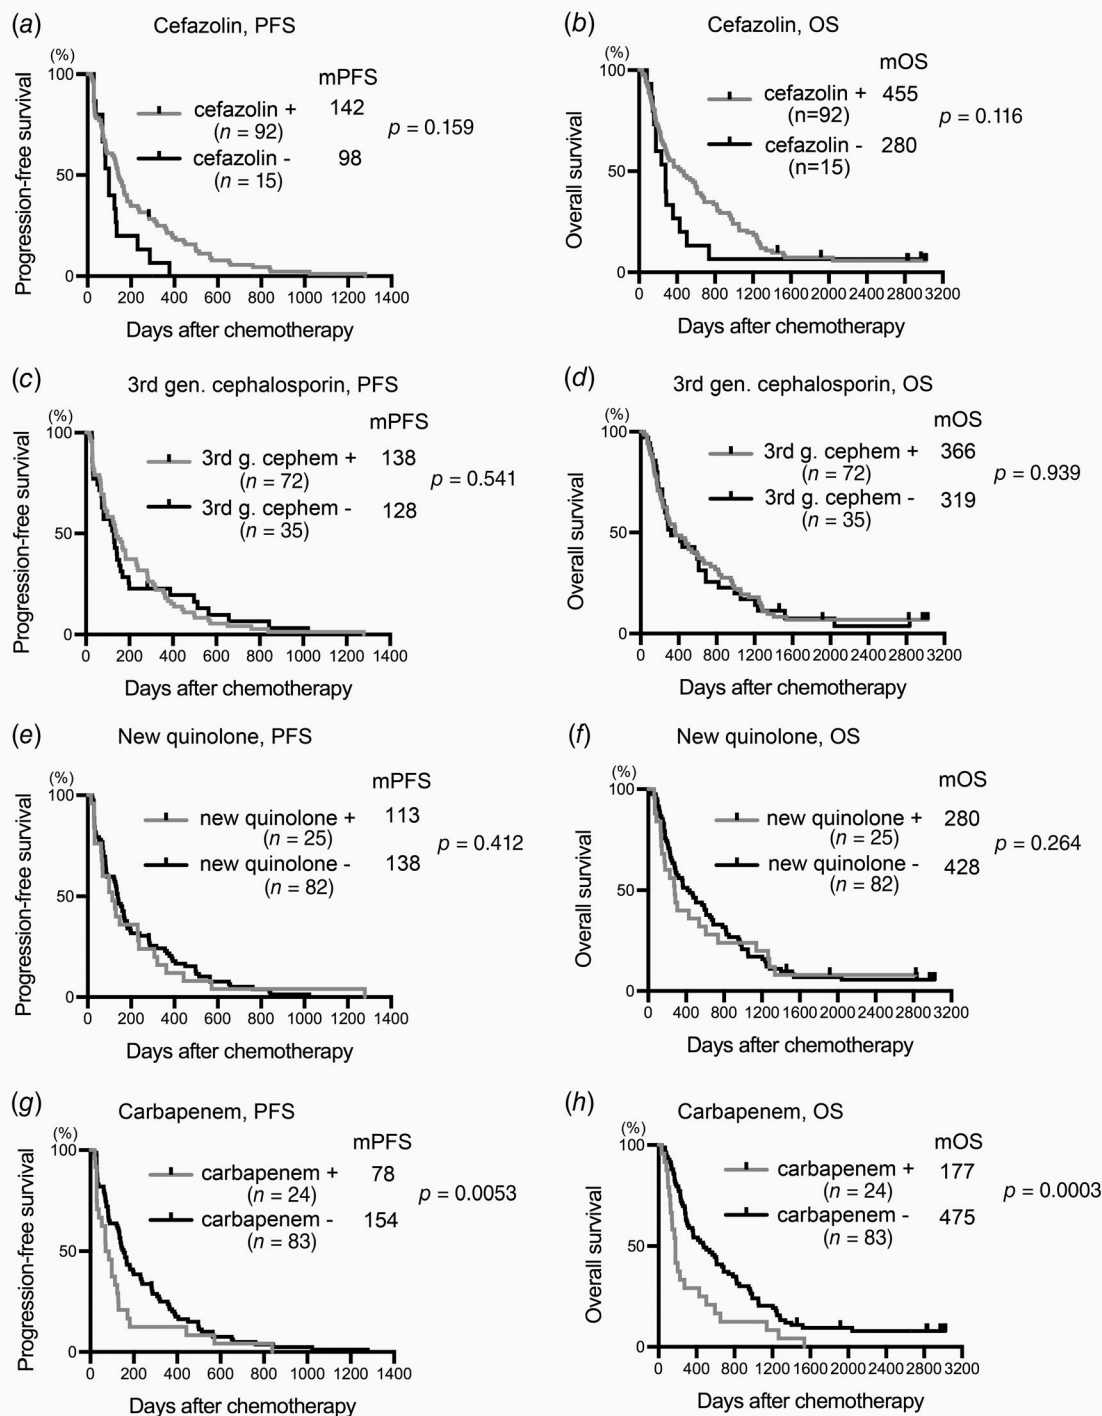 (a) Cefazolin, PFS
(%)
Progression-free survival
100
50
0
mPFS
cefazolin + 142
(n = 92)
cefazolin - 98
(n = 15)
p = 0.159
0 200 400 600 800 1000 1200 1400
Days after chemotherapy
(b) Cefazolin, OS
(%)
Overall survival
100
50
0
mOS
cefazolin + 455
(n=92)
cefazolin - 280
(n=15)
p = 0.116
0 400 800 1200 1600 2000 2400 2800 3200
Days after chemotherapy
(c) 3rd gen. cephalosporin, PFS
(%)
Progression-free survival
100
50
0
mPFS
3rd g. cephem + 138
(n = 72)
3rd g. cephem - 128
(n = 35)
p = 0.541
0 200 400 600 800 1000 1200 1400
Days after chemotherapy
(d) 3rd gen. cephalosporin, OS
(%)
Overall survival
100
50
0
mOS
3rd g. cephem + 366
(n = 72)
3rd g. cephem - 319
(n = 35)
p = 0.939
0 400 800 1200 1600 2000 2400 2800 3200
Days after chemotherapy
(e) New quinolone, PFS
(%)
Progression-free survival
100
50
0
mPFS
new quinolone + 113
(n = 25)
new quinolone - 138
(n = 82)
p = 0.412
0 200 400 600 800 1000 1200 1400
Days after chemotherapy
(f) New quinolone, OS
(%)
Overall survival
100
50
0
mOS
new quinolone + 280
(n = 25)
new quinolone - 428
(n = 82)
p = 0.264
0 400 800 1200 1600 2000 2400 2800 3200
Days after chemotherapy
(g) Carbapenem, PFS
(%)
Progression-free survival
100
50
0
mPFS
carbapenem + 78
(n = 24)
carbapenem - 154
(n = 83)
p = 0.0053
0 200 400 600 800 1000 1200 1400
Days after chemotherapy
(h) Carbapenem, OS
(%)
Overall survival
100
50
0
mOS
carbapenem + 177
(n = 24)
carbapenem - 475
(n = 83)
p = 0.0003
0 400 800 1200 1600 2000 2400 2800 3200
Days after chemotherapy